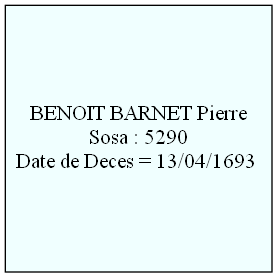 BENOIT BARNET Pierre
Sosa : 5290
Date de Deces = 13/04/1693